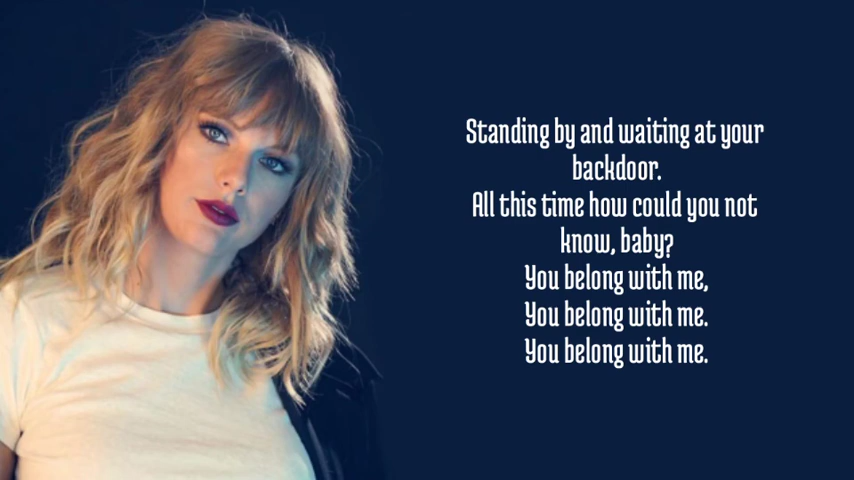 Standing by and waiting at your
backdoor.
All this time how could you not
know, baby?
You belong with me,
You belong with me.
You belong with me.